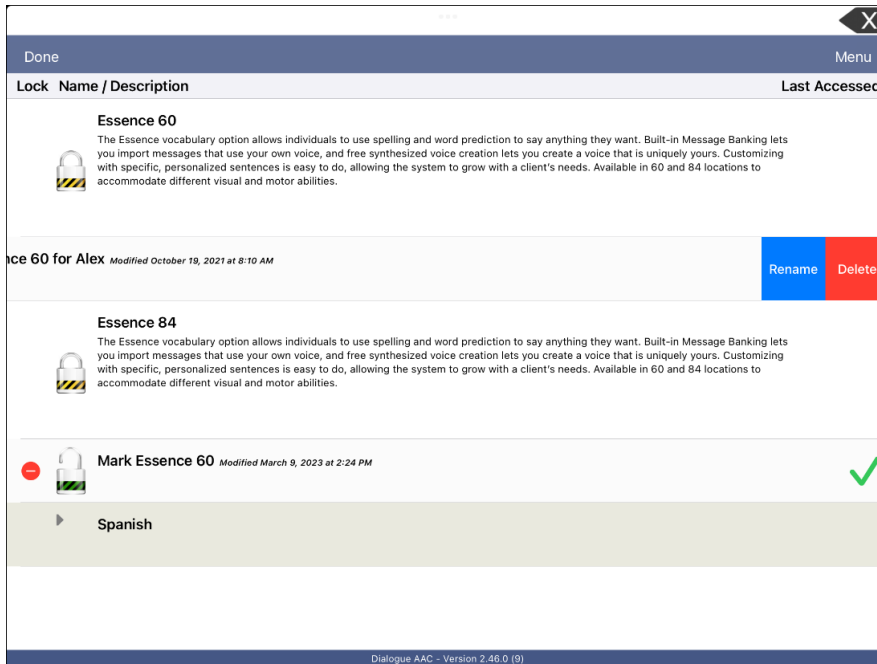 X
Done Menu
Lock Name / Description Last Accessed
Essence 60
The Essence vocabulary option allows individuals to use spelling and word prediction to say anything they want. Built-in Message Banking lets
you import messages that use your own voice, and free synthesized voice creation lets you create a voice that is uniquely yours. Customizing
with specific, personalized sentences is easy to do, allowing the system to grow with a client's needs. Available in 60 and 84 locations to
accommodate different visual and motor abilities.
nce 60 for Alex Modified October 19, 2021 at 8:10 AM Rename Delete
Essence 84
The Essence vocabulary option allows individuals to use spelling and word prediction to say anything they want. Built-in Message Banking lets
you import messages that use your own voice, and free synthesized voice creation lets you create a voice that is uniquely yours. Customizing
with specific, personalized sentences is easy to do, allowing the system to grow with a client's needs. Available in 60 and 84 locations to
accommodate different visual and motor abilities.
Mark Essence 60 Modified March 9, 2023 at 2:24 PM
Spanish
Dialogue AAC - Version 2.46.0 (9)